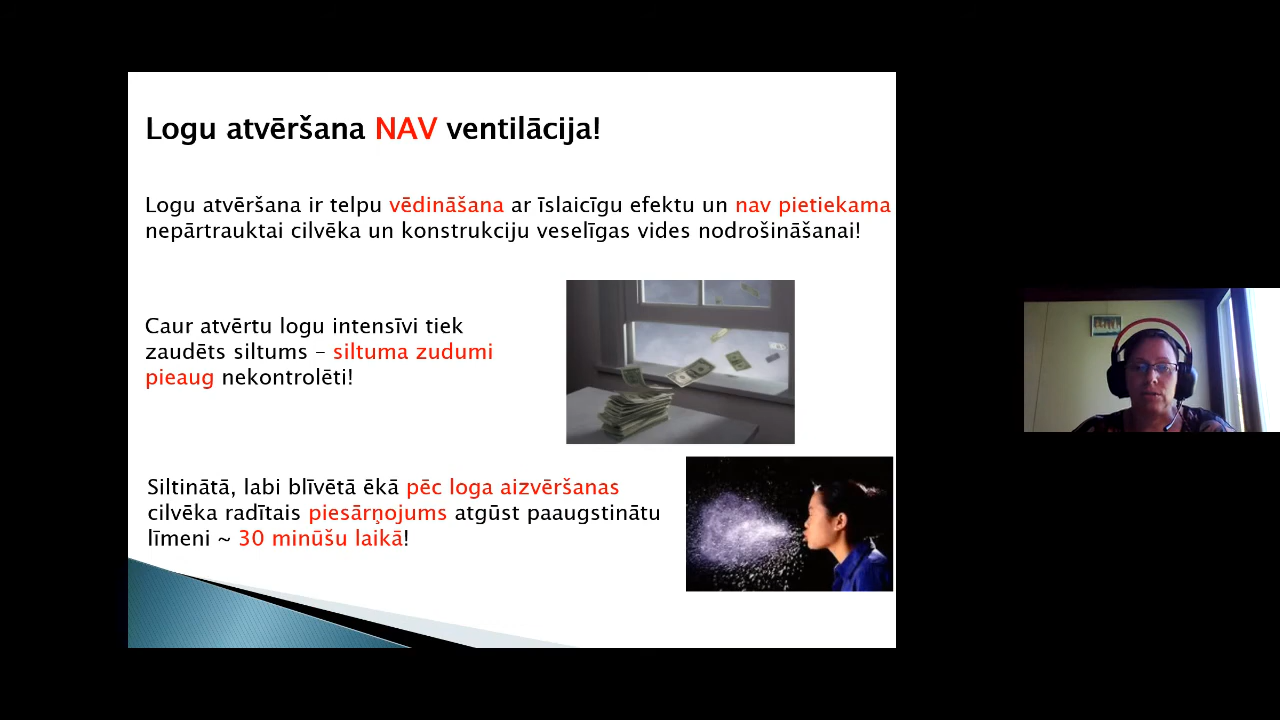 Logu atvēršana NAV ventilācija!
Logu atvēršana ir telpu vēdināšana ar īslaicīgu efektu un nav pietiekama
nepārtrauktai cilvēka un konstrukciju veselīgas vides nodrošināšanai!
Caur atvērtu logu intensīvi tiek
zaudēts siltums – siltuma zudumi
pieaug nekontrolēti!
Siltinātā, labi blīvētā ēkā pēc loga aizvēršanas
cilvēka radītais piesārņojums atgūst paaugstinātu
līmeni ~ 30 minūšu laikā!